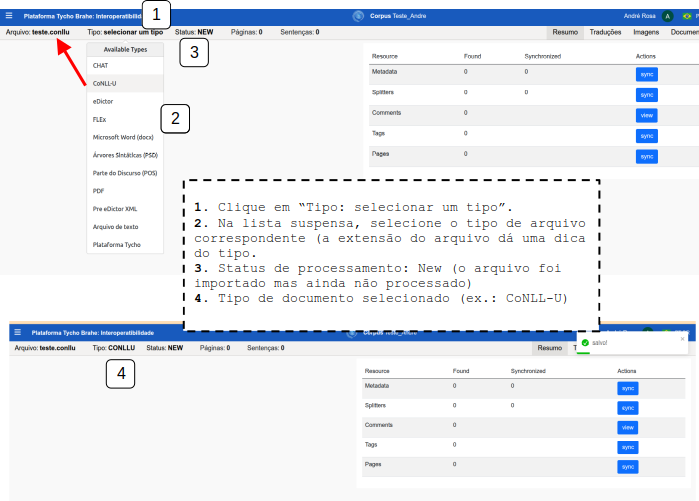 1
☰ Plataforma Tycho Brahe: Interoperatibilid
Corpus Teste_Andre
André Rosa A
Arquivo: teste.conllu Tipo: selecionar um tipo Status: NEW Páginas: 0 Sentenças: 0
Resumo Traduções Imagens Documen
3
Available Types
CHAT
CoNLL-U
eDictor
FLEx
Microsoft Word (docx)
Árvores Sintáticas (PSD)
Parte do Discurso (POS)
PDF
Pre eDictor XML
Arquivo de texto
Plataforma Tycho
2
Resource Found Synchronized Actions
Metadata 0 0 sync
Splitters 0 0 sync
Comments 0 view
Tags 0 sync
Pages 0 sync
1. Clique em “Tipo: selecionar um tipo”.
2. Na lista suspensa, selecione o tipo de arquivo
correspondente (a extensão do arquivo dá uma dica
do tipo.
3. Status de processamento: New (o arquivo foi
importado mas ainda não processado)
4. Tipo de documento selecionado (ex.: CoNLL-U)
☰ Plataforma Tycho Brahe: Interoperatibilidade
Corpus Teste_Andre
Arquivo: teste.conllu Tipo: CONLLU Status: NEW Páginas: 0 Sentenças: 0
Resumo T
salvo! ×
4
Resource Found Synchronized Actions
Metadata 0 0 sync
Splitters 0 0 sync
Comments 0 view
Tags 0 sync
Pages 0 sync